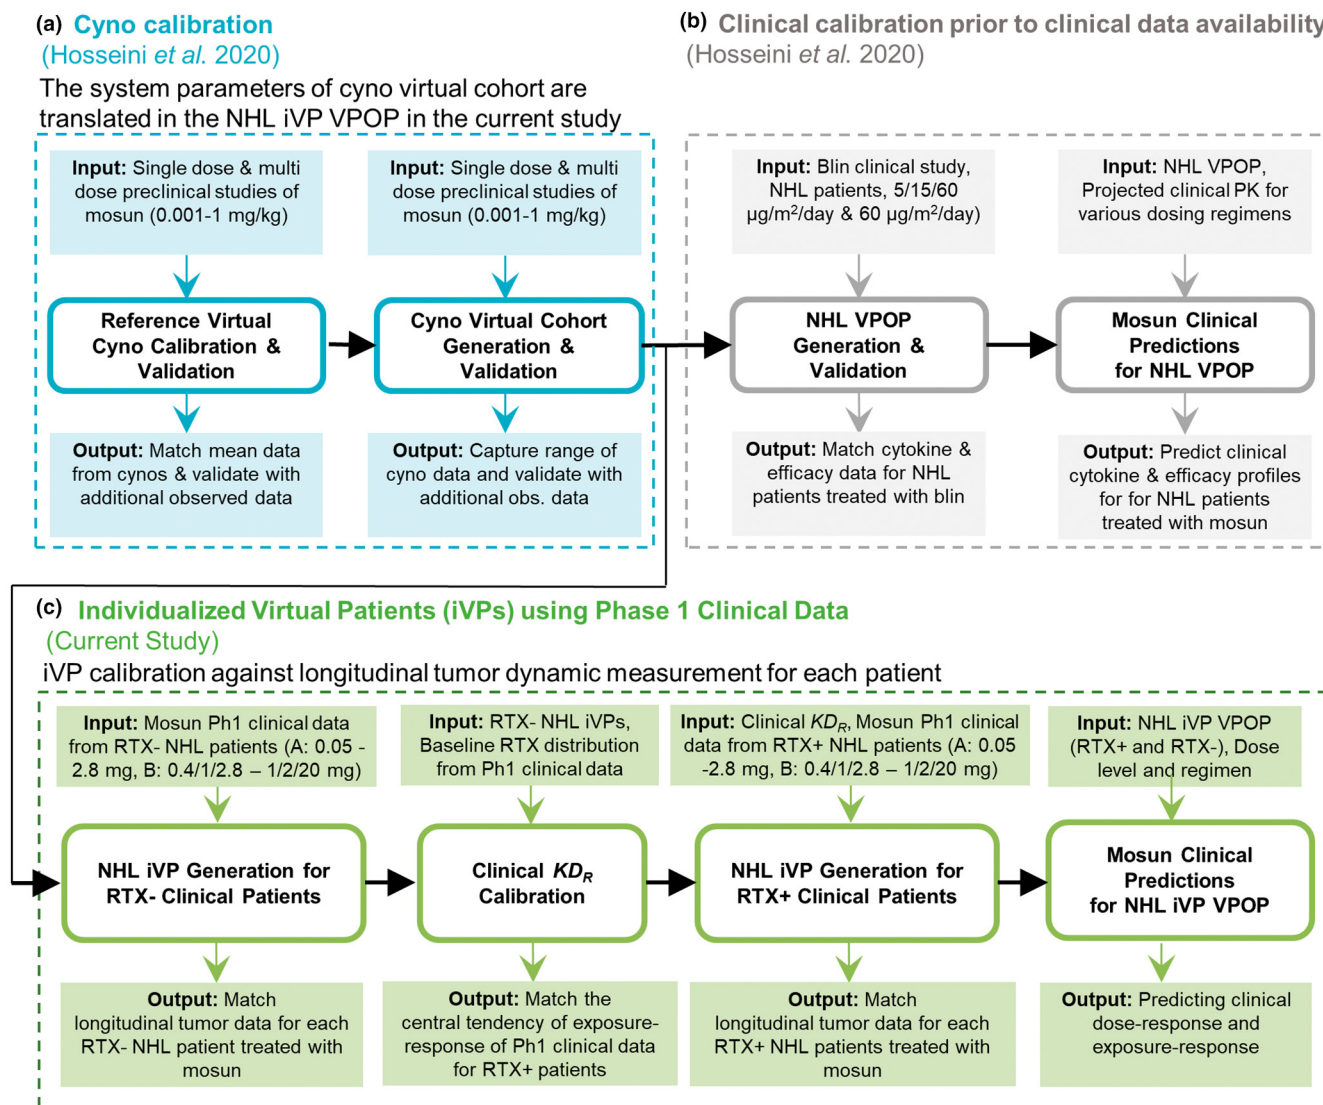 (a) Cyno calibration
(Hosseini et al. 2020)
The system parameters of cyno virtual cohort are
translated in the NHL iVP VPOP in the current study
Input: Single dose & multi
dose preclinical studies of
mosun (0.001-1 mg/kg)
Input: Single dose & multi
dose preclinical studies of
mosun (0.001-1 mg/kg)
Reference Virtual
Cyno Calibration &
Validation
Cyno Virtual Cohort
Generation &
Validation
Output: Match mean data
from cynos & validate with
additional observed data
Output: Capture range of
cyno data and validate with
additional obs. data
(b) Clinical calibration prior to clinical data availability
(Hosseini et al. 2020)
Input: Blin clinical study,
NHL patients, 5/15/60
µg/m²/day & 60 µg/m²/day)
Input: NHL VPOP,
Projected clinical PK for
various dosing regimens
NHL VPOP
Generation &
Validation
Mosun Clinical
Predictions
for NHL VPOP
Output: Match cytokine &
efficacy data for NHL
patients treated with blin
Output: Predict clinical
cytokine & efficacy profiles
for for NHL patients
treated with mosun
(c) Individualized Virtual Patients (iVPs) using Phase 1 Clinical Data
(Current Study)
iVP calibration against longitudinal tumor dynamic measurement for each patient
Input: Mosun Ph1 clinical data
from RTX- NHL patients (A: 0.05 -
2.8 mg, B: 0.4/1/2.8 – 1/2/20 mg)
Input: RTX- NHL iVPs,
Baseline RTX distribution
from Ph1 clinical data
Input: Clinical KD_R, Mosun Ph1 clinical
data from RTX+ NHL patients (A: 0.05
-2.8 mg, B: 0.4/1/2.8 – 1/2/20 mg)
Input: NHL iVP VPOP
(RTX+ and RTX-), Dose
level and regimen
NHL iVP Generation for
RTX- Clinical Patients
Clinical KD_R
Calibration
NHL iVP Generation for
RTX+ Clinical Patients
Mosun Clinical
Predictions
for NHL iVP VPOP
Output: Match
longitudinal tumor data for each
RTX- NHL patient treated with
mosun
Output: Match the
central tendency of exposure-
response of Ph1 clinical data
for RTX+ patients
Output: Match
longitudinal tumor data for each
RTX+ NHL patients treated with
mosun
Output: Predicting clinical
dose-response and
exposure-response